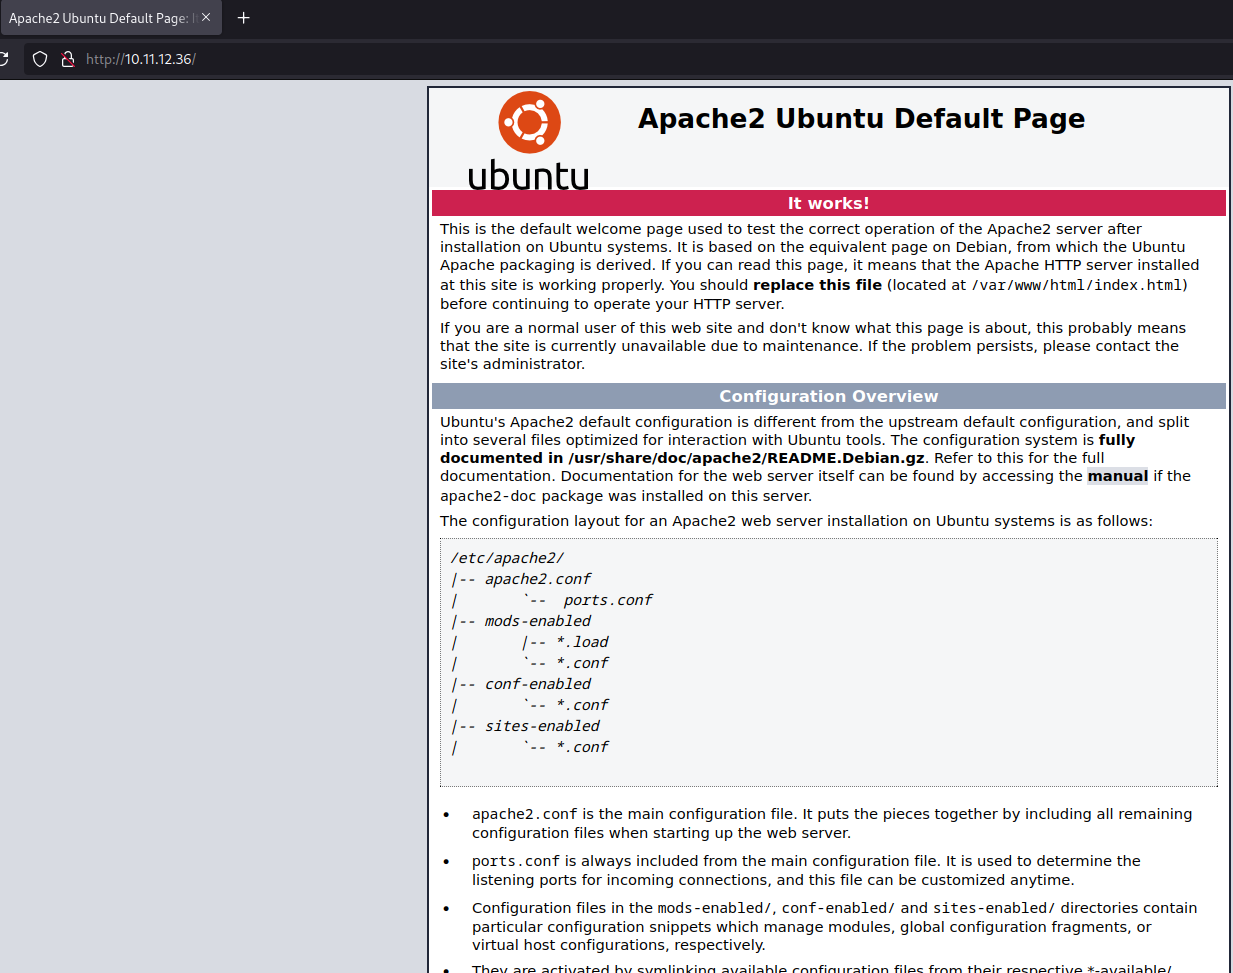 Apache2 Ubuntu Default Page:
http://10.11.12.36/
ubuntu
Apache2 Ubuntu Default Page
It works!
This is the default welcome page used to test the correct operation of the Apache2 server after
installation on Ubuntu systems. It is based on the equivalent page on Debian, from which the Ubuntu
Apache packaging is derived. If you can read this page, it means that the Apache HTTP server installed
at this site is working properly. You should replace this file (located at /var/www/html/index.html)
before continuing to operate your HTTP server.
If you are a normal user of this web site and don't know what this page is about, this probably means
that the site is currently unavailable due to maintenance. If the problem persists, please contact the
site's administrator.
Configuration Overview
Ubuntu's Apache2 default configuration is different from the upstream default configuration, and split
into several files optimized for interaction with Ubuntu tools. The configuration system is fully
documented in /usr/share/doc/apache2/README.Debian.gz. Refer to this for the full
documentation. Documentation for the web server itself can be found by accessing the manual if the
apache2-doc package was installed on this server.
The configuration layout for an Apache2 web server installation on Ubuntu systems is as follows:
/etc/apache2/
|-- apache2.conf
|       `--  ports.conf
|-- mods-enabled
|       |-- *.load
|       `-- *.conf
|-- conf-enabled
|       `-- *.conf
|-- sites-enabled
|       `-- *.conf
• apache2.conf is the main configuration file. It puts the pieces together by including all remaining
configuration files when starting up the web server.
• ports.conf is always included from the main configuration file. It is used to determine the
listening ports for incoming connections, and this file can be customized anytime.
• Configuration files in the mods-enabled/, conf-enabled/ and sites-enabled/ directories contain
particular configuration snippets which manage modules, global configuration fragments, or
virtual host configurations, respectively.
• They are activated by symlinking available configuration files from their respective *-available/